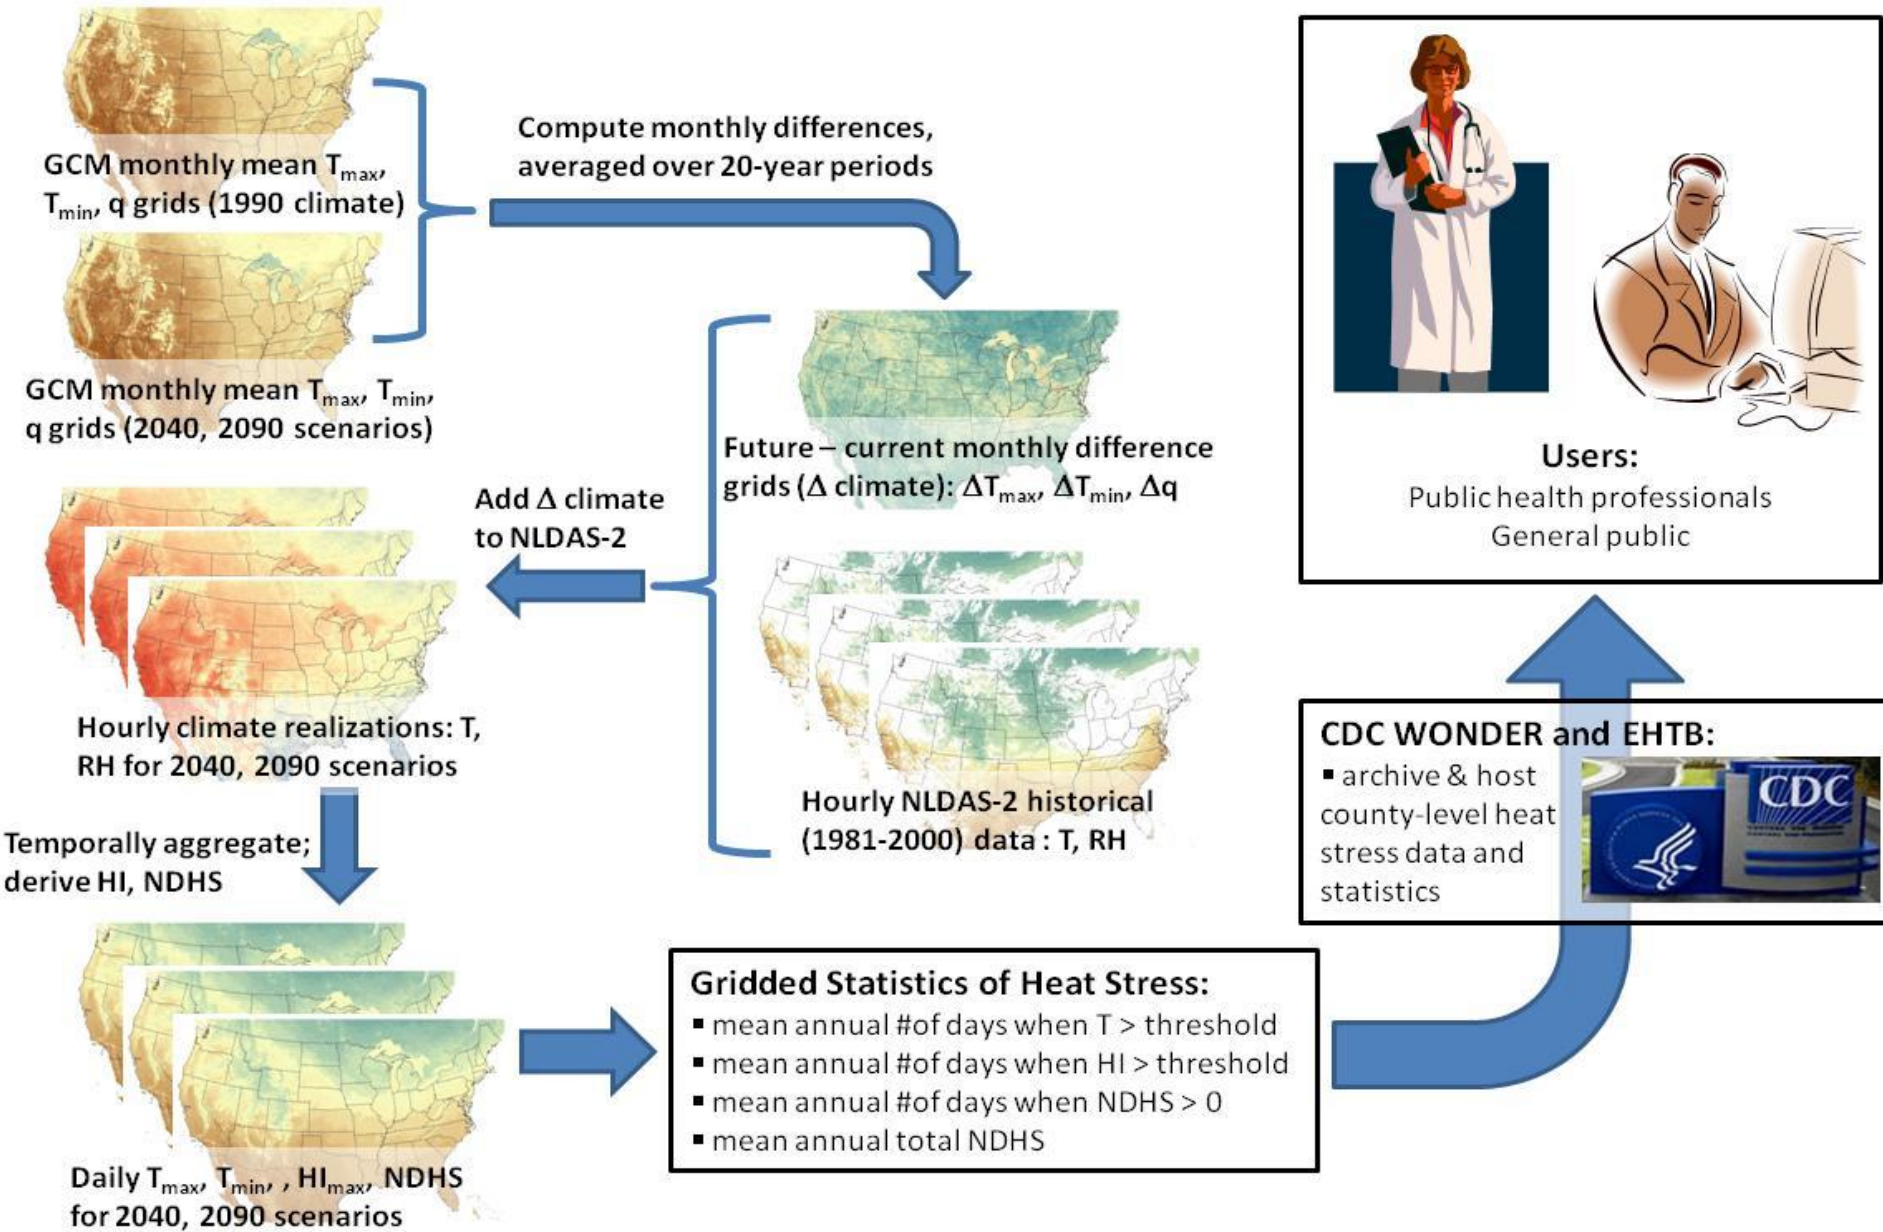 GCM monthly mean Tmax,
Tmin, q grids (1990 climate)
Compute monthly differences,
averaged over 20-year periods
GCM monthly mean Tmax, Tmin,
q grids (2040, 2090 scenarios)
Future – current monthly difference
grids (Δ climate): ΔTmax, ΔTmin, Δq
Add Δ climate
to NLDAS-2
Hourly NLDAS-2 historical
(1981-2000) data : T, RH
Hourly climate realizations: T,
RH for 2040, 2090 scenarios
Temporally aggregate;
derive HI, NDHS
Daily Tmax, Tmin, , HImax, NDHS
for 2040, 2090 scenarios
Gridded Statistics of Heat Stress:
▪ mean annual #of days when T > threshold
▪ mean annual #of days when HI > threshold
▪ mean annual #of days when NDHS > 0
▪ mean annual total NDHS
CDC WONDER and EHTB:
▪ archive & host
county-level heat
stress data and
statistics
CDC
Users:
Public health professionals
General public